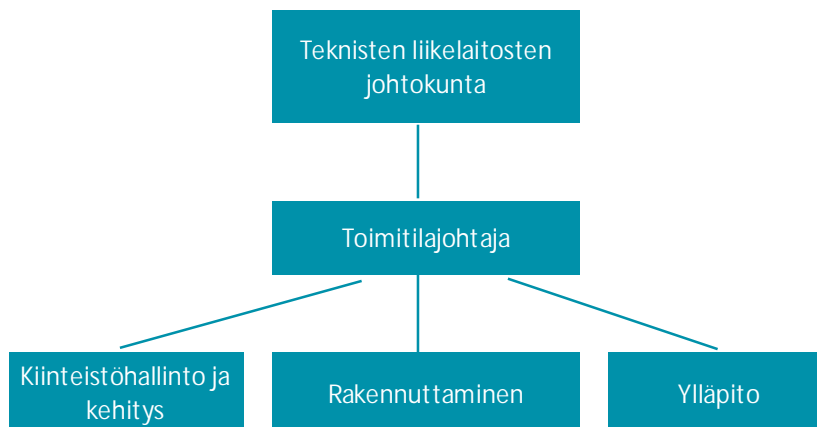 Teknisten liikelaitosten
johtokunta
Toimitilajohtaja
Kiinteistöhallinto ja
kehitys
Rakennuttaminen
Ylläpito